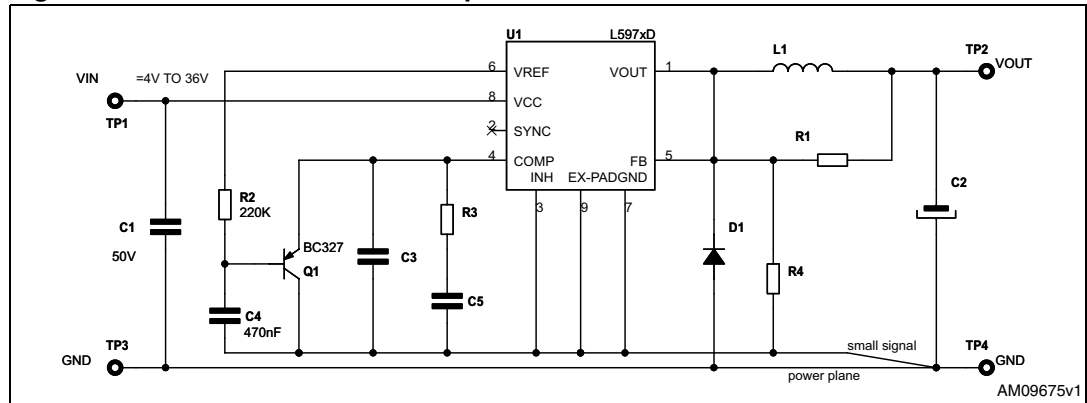 U1 L597xD
L1
TP2
VOUT
VIN
=4V TO 36V
6 VREF VOUT 1
8 VCC
TP1
2 SYNC
R1
4 COMP FB 5
INH EX-PADGND
3 9 7
R2
220K
R3
C2
C1
50V
D1
BC327
Q1
C3
R4
C4
470nF
C5
TP3
GND
small signal
power plane
TP4
GND
AM09675v1